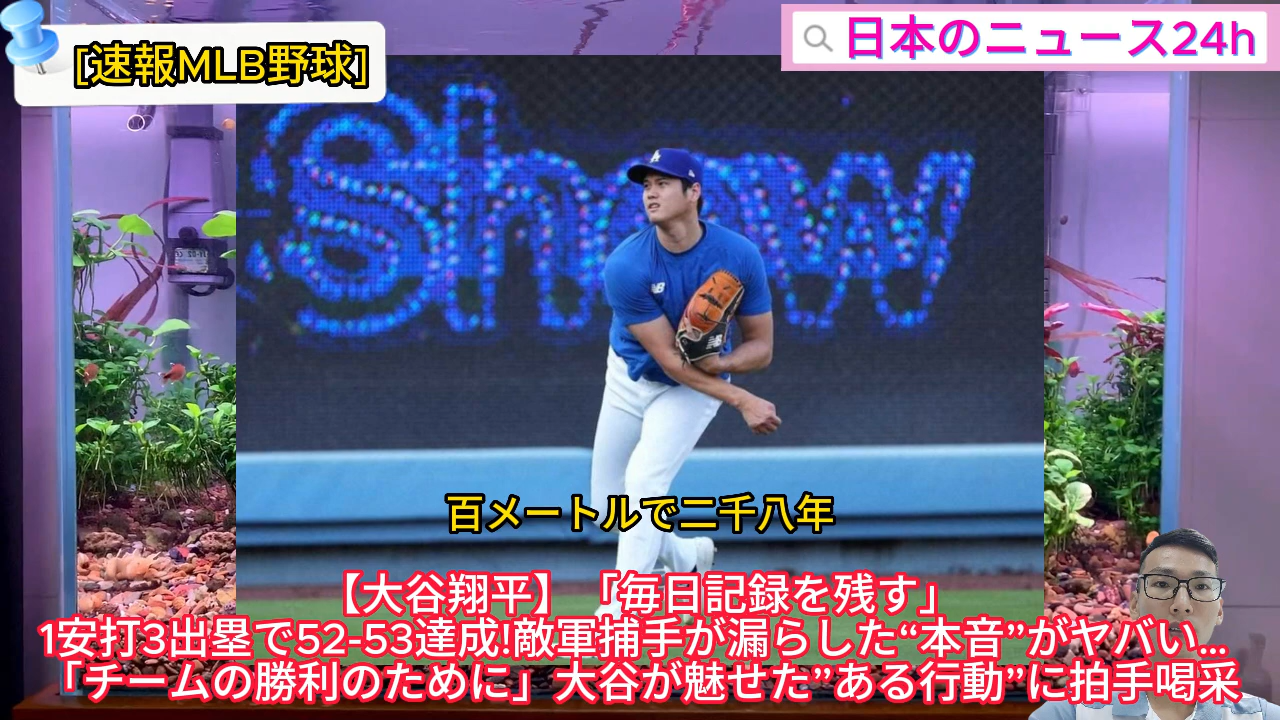 [速報MLB野球]
日本のニュース24h
Show
LA
NB
NB
百メートルで二千八年
【大谷翔平】「毎日記録を残す」
1安打3出塁で52-53達成!敵軍捕手が漏らした“本音”がヤバい...
「チームの勝利のために」大谷が魅せた”ある行動”に拍手喝采